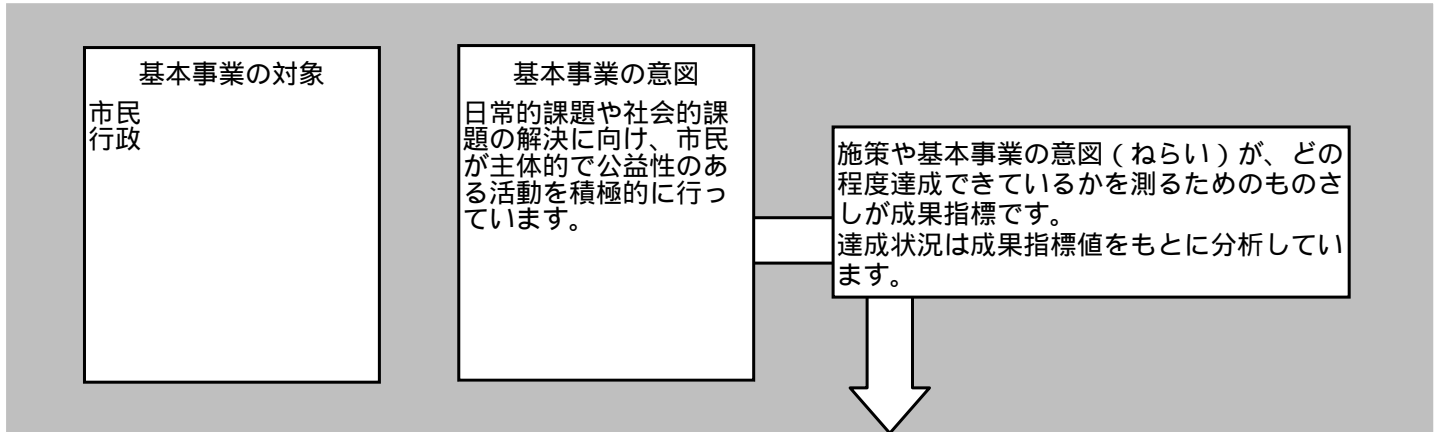 基本事業の対象
市民
行政
基本事業の意図
日常的課題や社会的課
題の解決に向け、市民
が主体的で公益性のあ
る活動を積極的に行っ
ています。
施策や基本事業の意図（ねらい）が、どの
程度達成できているかを測るためのものさ
しが成果指標です。
達成状況は成果指標値をもとに分析してい
ます。